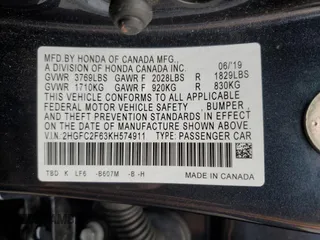 MFD.BY HONDA OF CANADA MFG.,
A DIVISION OF HONDA CANADA INC. 06/19
GVWR 3769LBS GAWR F 2028LBS R 1829LBS
GVWR 1710KG GAWR F 920KG R 830KG
THIS VEHICLE CONFORMS TO ALL APPLICABLE
FEDERAL MOTOR VEHICLE SAFETY, BUMPER,
AND THEFT PREVENTION STANDARDS IN EFFECT
ON THE DATE OF MANUFACTURE SHOWN ABOVE.
V.I.N: 2HGFC2F63KH574911 TYPE: PASSENGER CAR
TBD K LF6 -B607M -B -H
MADE IN CANADA